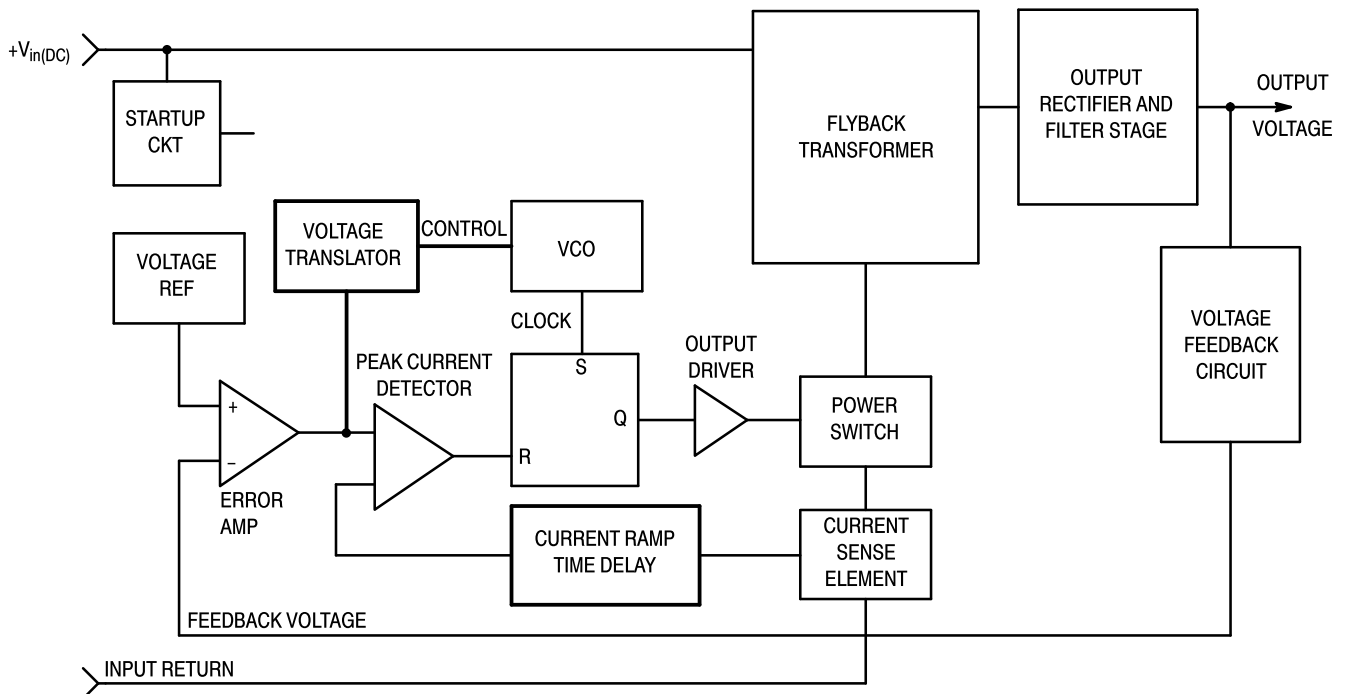 +Vin(DC)
STARTUP
CKT
FLYBACK
TRANSFORMER
OUTPUT
RECTIFIER AND
FILTER STAGE
OUTPUT
VOLTAGE
VOLTAGE
REF
VOLTAGE
TRANSLATOR
CONTROL
VCO
CLOCK
VOLTAGE
FEEDBACK
CIRCUIT
PEAK CURRENT
DETECTOR
S
R
Q
OUTPUT
DRIVER
POWER
SWITCH
+
–
ERROR
AMP
CURRENT RAMP
TIME DELAY
CURRENT
SENSE
ELEMENT
FEEDBACK VOLTAGE
INPUT RETURN